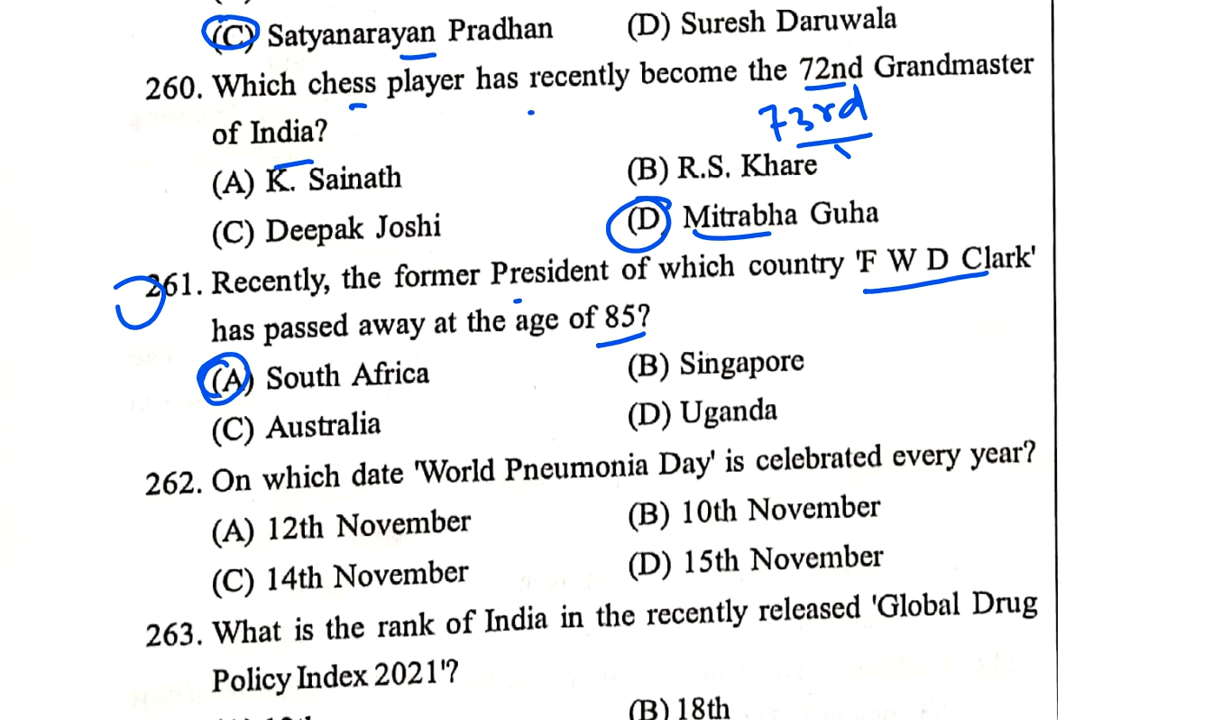 (C) Satyanarayan Pradhan (D) Suresh Daruwala
260. Which chess player has recently become the 72nd Grandmaster
73rd
of India?
(A) K. Sainath (B) R.S. Khare
(C) Deepak Joshi (D) Mitrabha Guha
261. Recently, the former President of which country 'F W D Clark'
has passed away at the age of 85?
(A) South Africa (B) Singapore
(C) Australia (D) Uganda
262. On which date 'World Pneumonia Day' is celebrated every year?
(A) 12th November (B) 10th November
(C) 14th November (D) 15th November
263. What is the rank of India in the recently released 'Global Drug
Policy Index 2021'?
(B) 18th